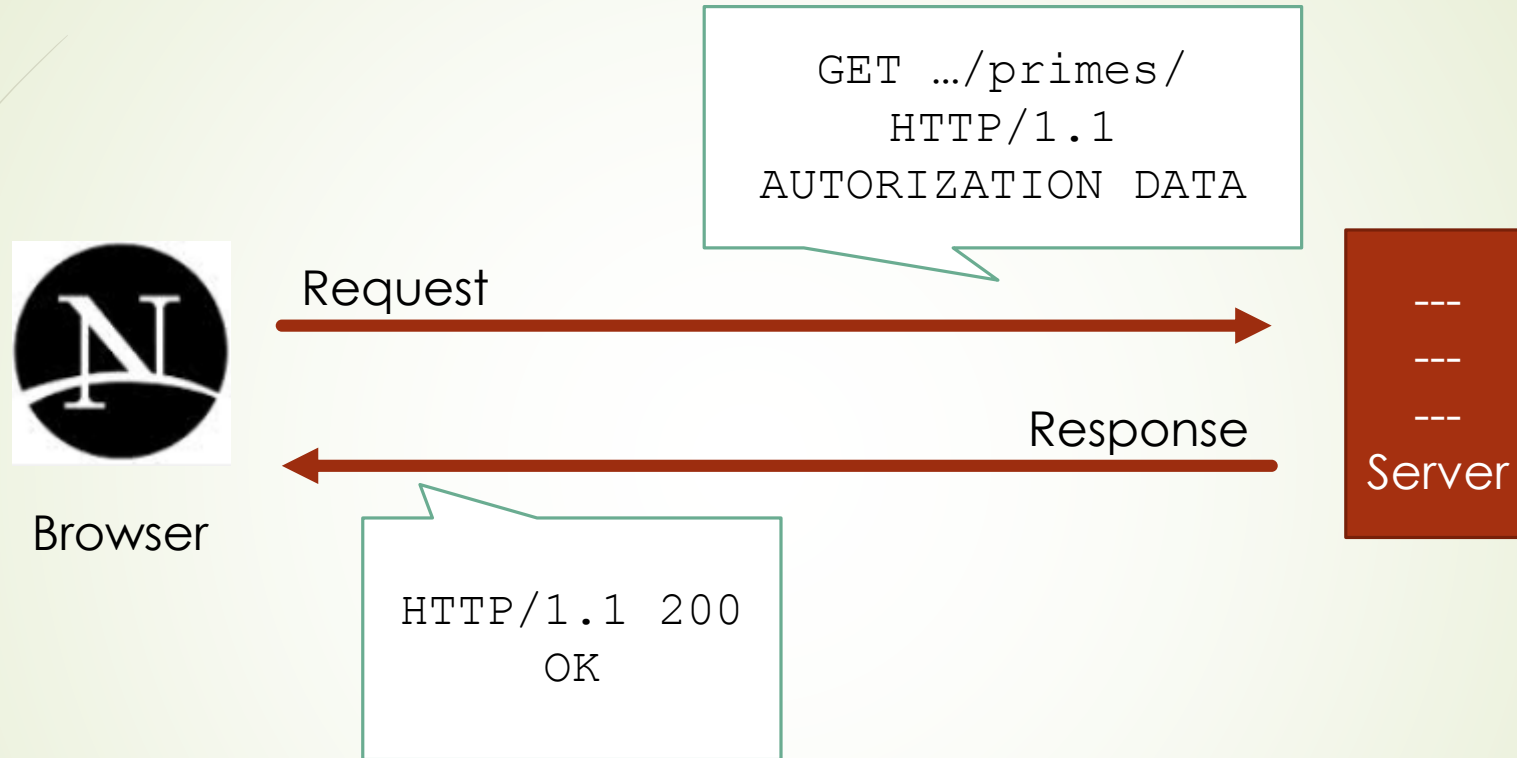 GET …/primes/
HTTP/1.1
AUTORIZATION DATA
N
Request
---
---
---
Server
Response
Browser
HTTP/1.1 200
OK